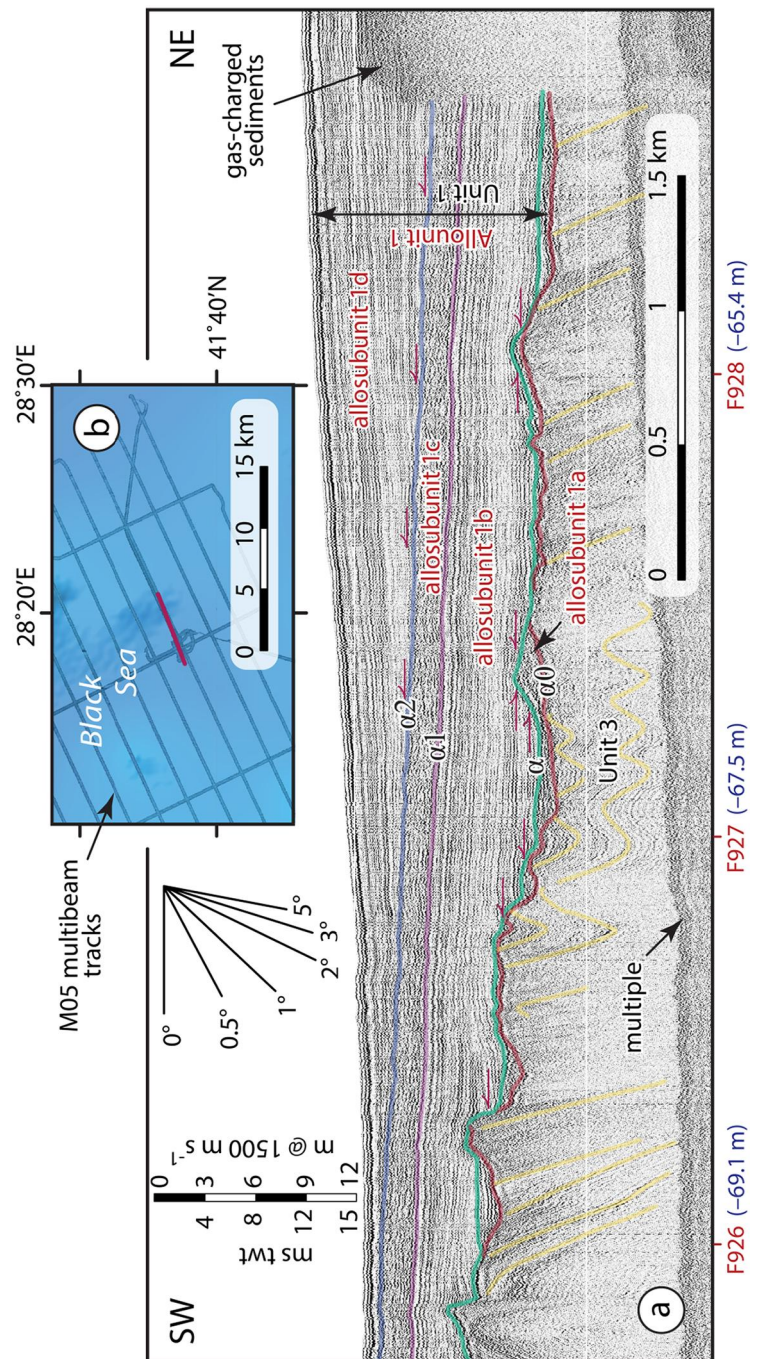 SW
NE
ms twt
m @ 1500 m s⁻¹
0
4 3
8 6
12 9
15 12
0°
0.5°
1°
2°
3°
5°
M05 multibeam
tracks
28°20′E
28°30′E
41°40′N
Black
Sea
b
0 5 10 15 km
gas-charged
sediments
allosubunit 1d
Allounit 1
Unit 1
α2
allosubunit 1c
α1
allosubunit 1b
α
α0
allosubunit 1a
Unit 3
multiple
0 0.5 1 1.5 km
a
F926 (–69.1 m)
F927 (–67.5 m)
F928 (–65.4 m)